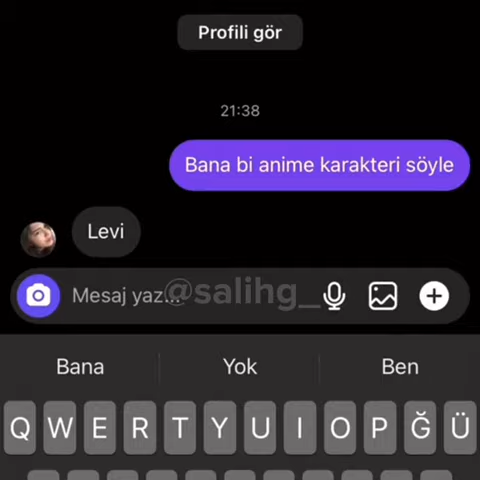 Profili gör
21:38
Bana bi anime karakteri söyle
Levi
Mesaj yaz...
@salihg_
Bana Yok Ben
Q W E R T Y U I O P Ğ Ü